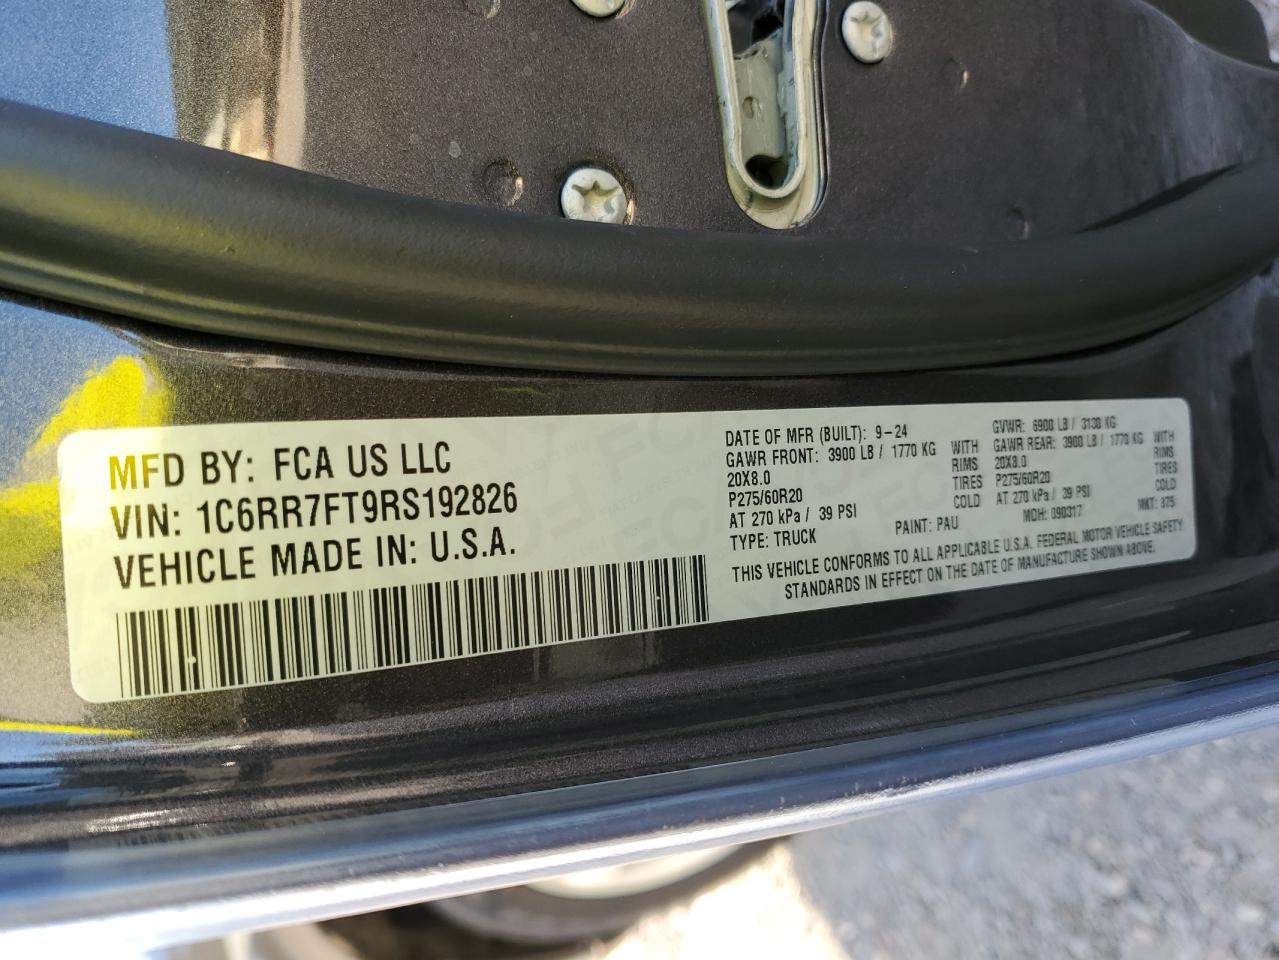 MFD BY: FCA US LLC
VIN: 1C6RR7FT9RS192826
VEHICLE MADE IN: U.S.A.
DATE OF MFR (BUILT): 9-24
GAWR FRONT: 3900 LB / 1770 KG WITH
20X8.0 RIMS
P275/60R20 TIRES
AT 270 kPa / 39 PSI COLD
TYPE: TRUCK PAINT: PAU
GVWR: 6900 LB / 3130 KG
GAWR REAR: 3900 LB / 1770 KG WITH
20X8.0 RIMS
P275/60R20 TIRES
AT 270 kPa / 39 PSI COLD
MDH: 090317 MKT: 875
THIS VEHICLE CONFORMS TO ALL APPLICABLE U.S.A. FEDERAL MOTOR VEHICLE SAFETY
STANDARDS IN EFFECT ON THE DATE OF MANUFACTURE SHOWN ABOVE.